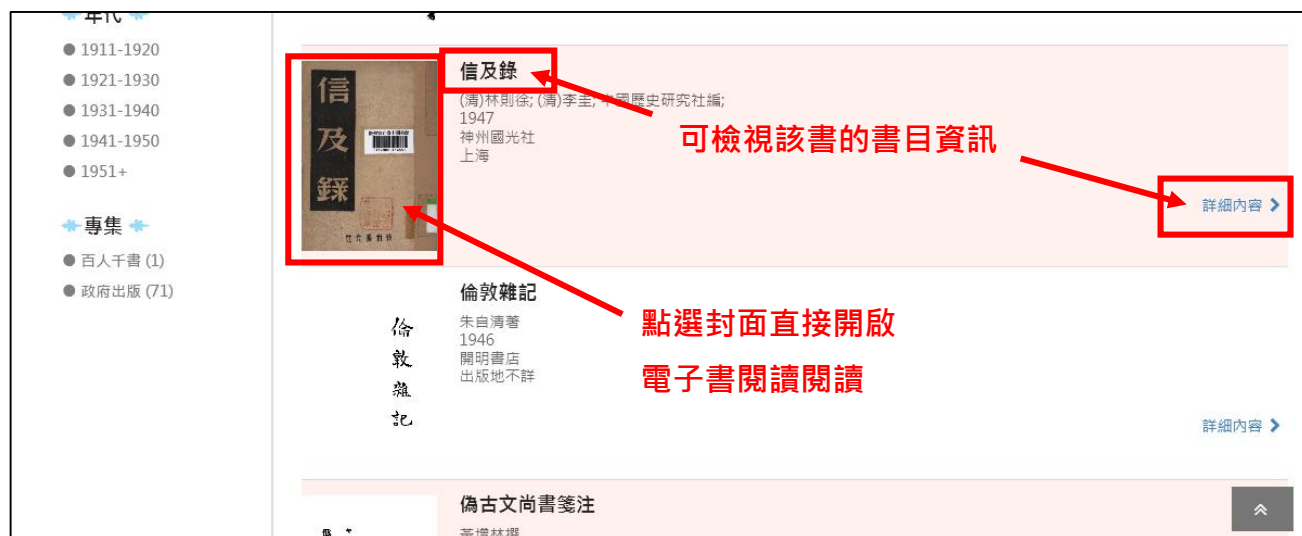 年代
1911-1920
1921-1930
1931-1940
1941-1950
1951+
專集
百人千書 (1)
政府出版 (71)
信及錄
信及錄
(清)林則徐; (清)李圭; 中國歷史研究社編;
1947
神州國光社
上海
可檢視該書的書目資訊
詳細內容
倫敦雜記
倫敦雜記
朱自清著
1946
開明書店
出版地不詳
點選封面直接開啟
電子書閱讀閱讀
詳細內容
偽古文尚書箋注